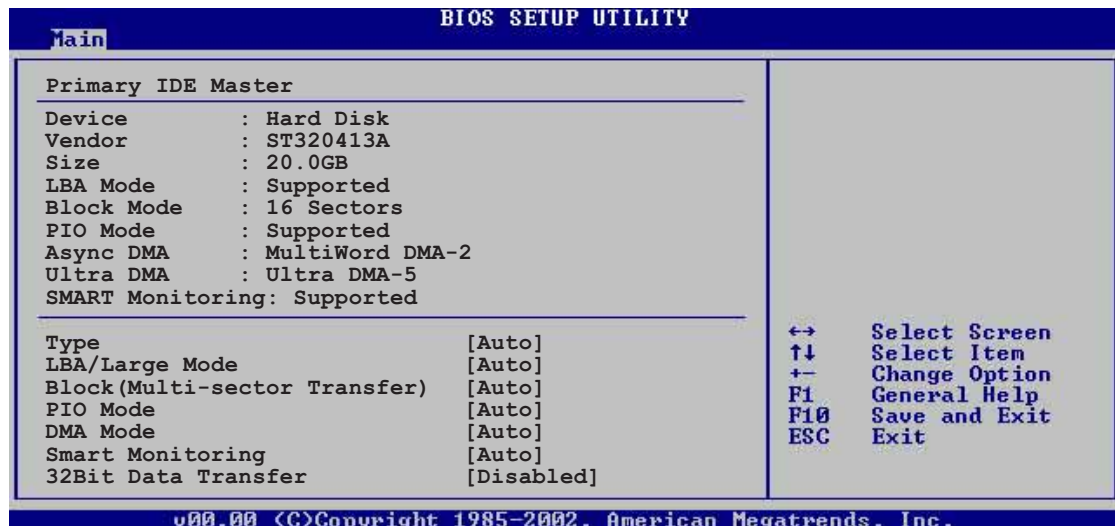 BIOS SETUP UTILITY
Main
Primary IDE Master
Device : Hard Disk
Vendor : ST320413A
Size : 20.0GB
LBA Mode : Supported
Block Mode : 16 Sectors
PIO Mode : Supported
Async DMA : MultiWord DMA-2
Ultra DMA : Ultra DMA-5
SMART Monitoring: Supported
Type [Auto]
LBA/Large Mode [Auto]
Block(Multi-sector Transfer) [Auto]
PIO Mode [Auto]
DMA Mode [Auto]
Smart Monitoring [Auto]
32Bit Data Transfer [Disabled]
←→ Select Screen
↑↓ Select Item
+- Change Option
F1 General Help
F10 Save and Exit
ESC Exit
v00.00 (C)Copyright 1985-2002, American Megatrends, Inc.